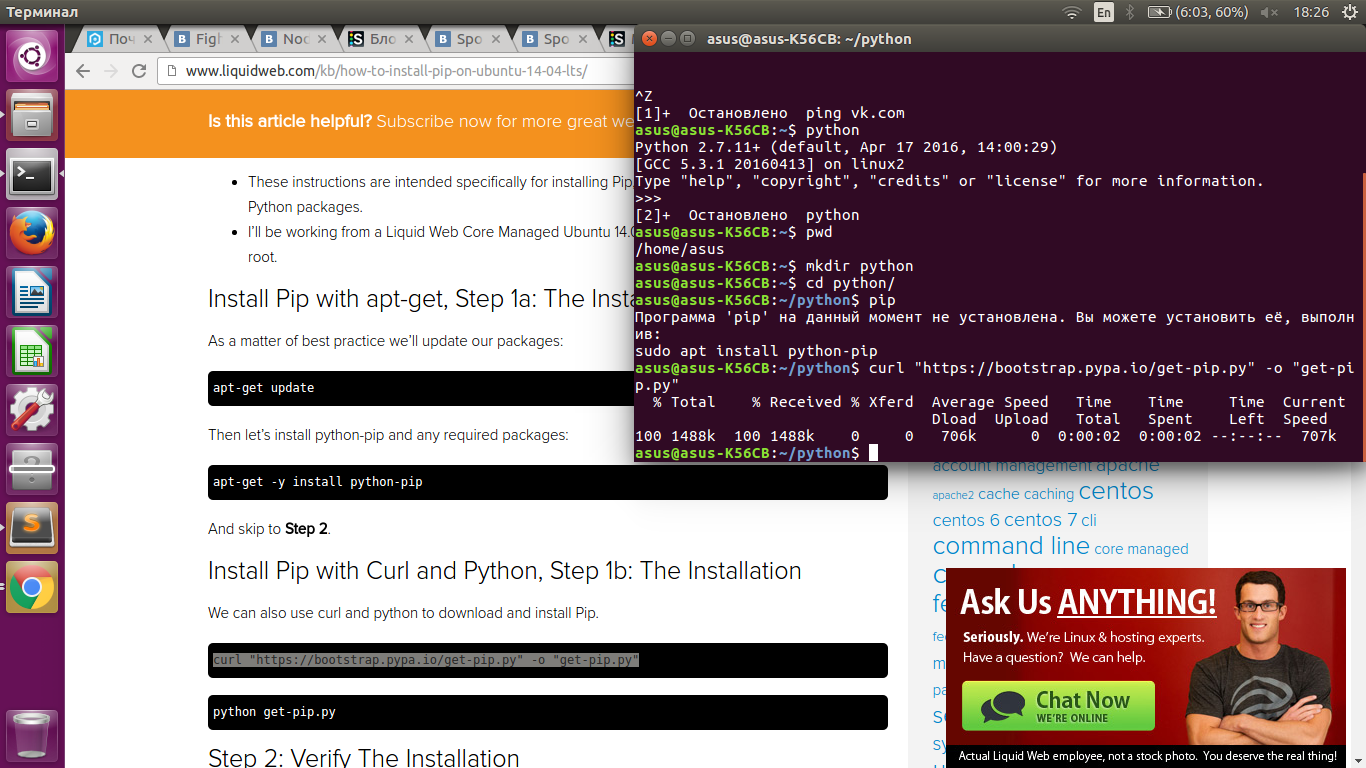 Терминал
En
(6:03, 60%)
18:26
Поч
Figh
Noc
Бло
Spo
Spo
asus@asus-K56CB: ~/python
www.liquidweb.com/kb/how-to-install-pip-on-ubuntu-14-04-lts/
Is this article helpful? Subscribe now for more great we
These instructions are intended specifically for installing Pip,
Python packages.
I'll be working from a Liquid Web Core Managed Ubuntu 14.0
root.
Install Pip with apt-get, Step 1a: The Insta
As a matter of best practice we'll update our packages:
apt-get update
Then let's install python-pip and any required packages:
apt-get -y install python-pip
And skip to Step 2.
Install Pip with Curl and Python, Step 1b: The Installation
We can also use curl and python to download and install Pip.
curl "https://bootstrap.pypa.io/get-pip.py" -o "get-pip.py"
python get-pip.py
Step 2: Verify The Installation
^Z
[1]+  Остановлено  ping vk.com
asus@asus-K56CB:~$ python
Python 2.7.11+ (default, Apr 17 2016, 14:00:29)
[GCC 5.3.1 20160413] on linux2
Type "help", "copyright", "credits" or "license" for more information.
>>>
[2]+  Остановлено  python
asus@asus-K56CB:~$ pwd
/home/asus
asus@asus-K56CB:~$ mkdir python
asus@asus-K56CB:~$ cd python/
asus@asus-K56CB:~/python$ pip
Программа 'pip' на данный момент не установлена. Вы можете установить её, выполн
ив:
sudo apt install python-pip
asus@asus-K56CB:~/python$ curl "https://bootstrap.pypa.io/get-pip.py" -o "get-pi
p.py"
% Total    % Received % Xferd  Average Speed   Time    Time     Time  Current
Dload  Upload   Total   Spent    Left  Speed
100 1488k  100 1488k    0     0   706k      0  0:00:02  0:00:02 --:--:--  707k
asus@asus-K56CB:~/python$
account management apache
apache2 cache caching centos
centos 6 centos 7 cli
command line core managed
Ask Us ANYTHING!
Seriously. We're Linux & hosting experts.
Have a question? We can help.
Chat Now
WE'RE ONLINE
Actual Liquid Web employee, not a stock photo. You deserve the real thing!